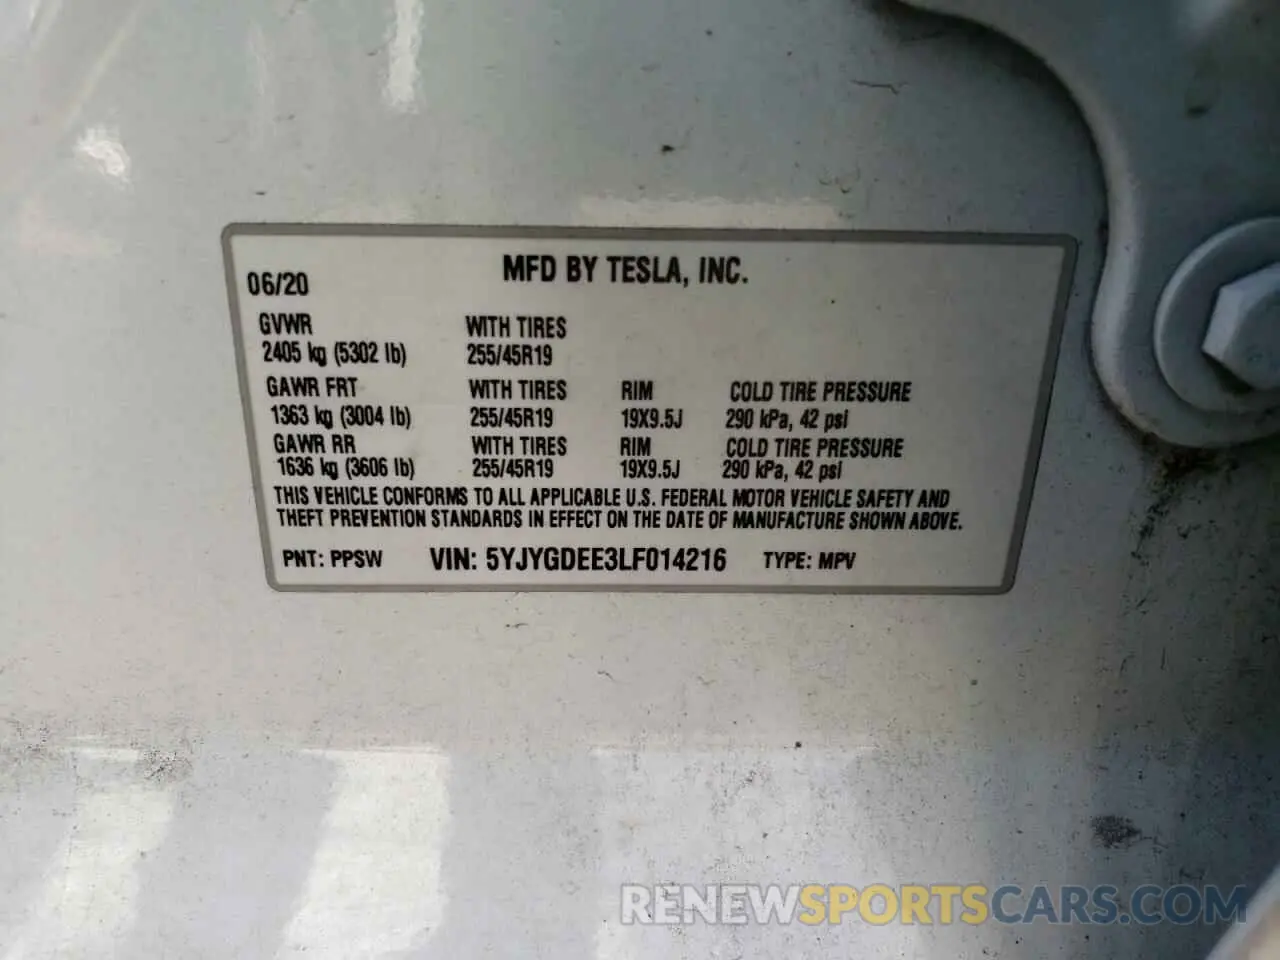 MFD BY TESLA, INC.
06/20
GVWR WITH TIRES
2405 kg (5302 lb) 255/45R19
GAWR FRT WITH TIRES RIM COLD TIRE PRESSURE
1363 kg (3004 lb) 255/45R19 19X9.5J 290 kPa, 42 psi
GAWR RR WITH TIRES RIM COLD TIRE PRESSURE
1636 kg (3606 lb) 255/45R19 19X9.5J 290 kPa, 42 psi
THIS VEHICLE CONFORMS TO ALL APPLICABLE U.S. FEDERAL MOTOR VEHICLE SAFETY AND
THEFT PREVENTION STANDARDS IN EFFECT ON THE DATE OF MANUFACTURE SHOWN ABOVE.
PNT: PPSW VIN: 5YJYGDEE3LF014216 TYPE: MPV
RENEWSPORTSCARS.COM